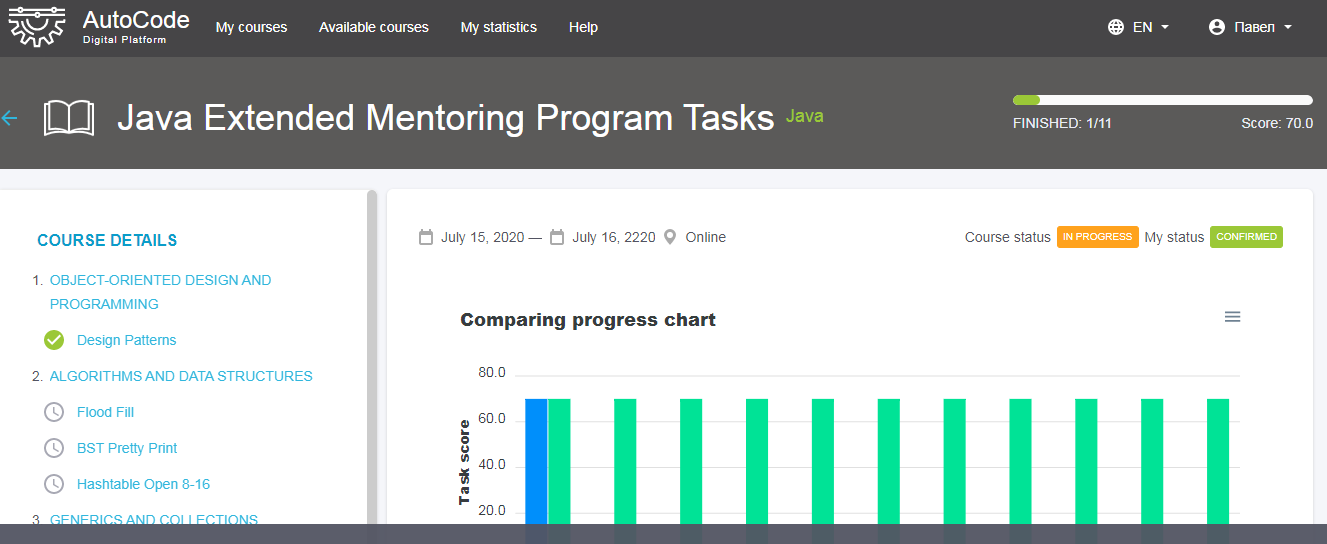 AutoCode
Digital Platform
My courses
Available courses
My statistics
Help
EN
Павел
Java Extended Mentoring Program Tasks Java
FINISHED: 1/11
Score: 70.0
COURSE DETAILS
1. OBJECT-ORIENTED DESIGN AND
PROGRAMMING
Design Patterns
2. ALGORITHMS AND DATA STRUCTURES
Flood Fill
BST Pretty Print
Hashtable Open 8-16
3. GENERICS AND COLLECTIONS
July 15, 2020 — July 16, 2220 Online
Course status IN PROGRESS My status CONFIRMED
Comparing progress chart
80.0
60.0
40.0
20.0
Task score